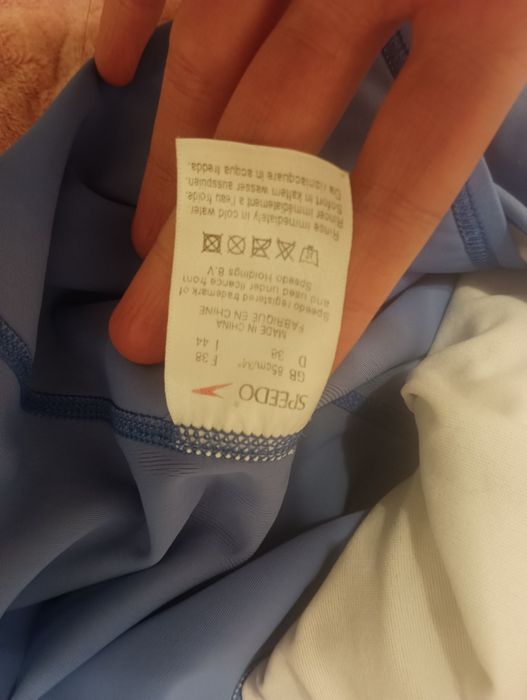 SPEEDO
GB 85cm/34" F 38
D 38 I 44
MADE IN CHINA
FABRIQUÉ EN CHINE
Speedo registered trademark of
and used under licence from
Speedo Holdings B.V
Rinse immediately in cold water.
Rincer immédiatement a l'eau froide.
Sofort in kaltem wasser ausspulen.
Da risciacquare in acqua fredda.